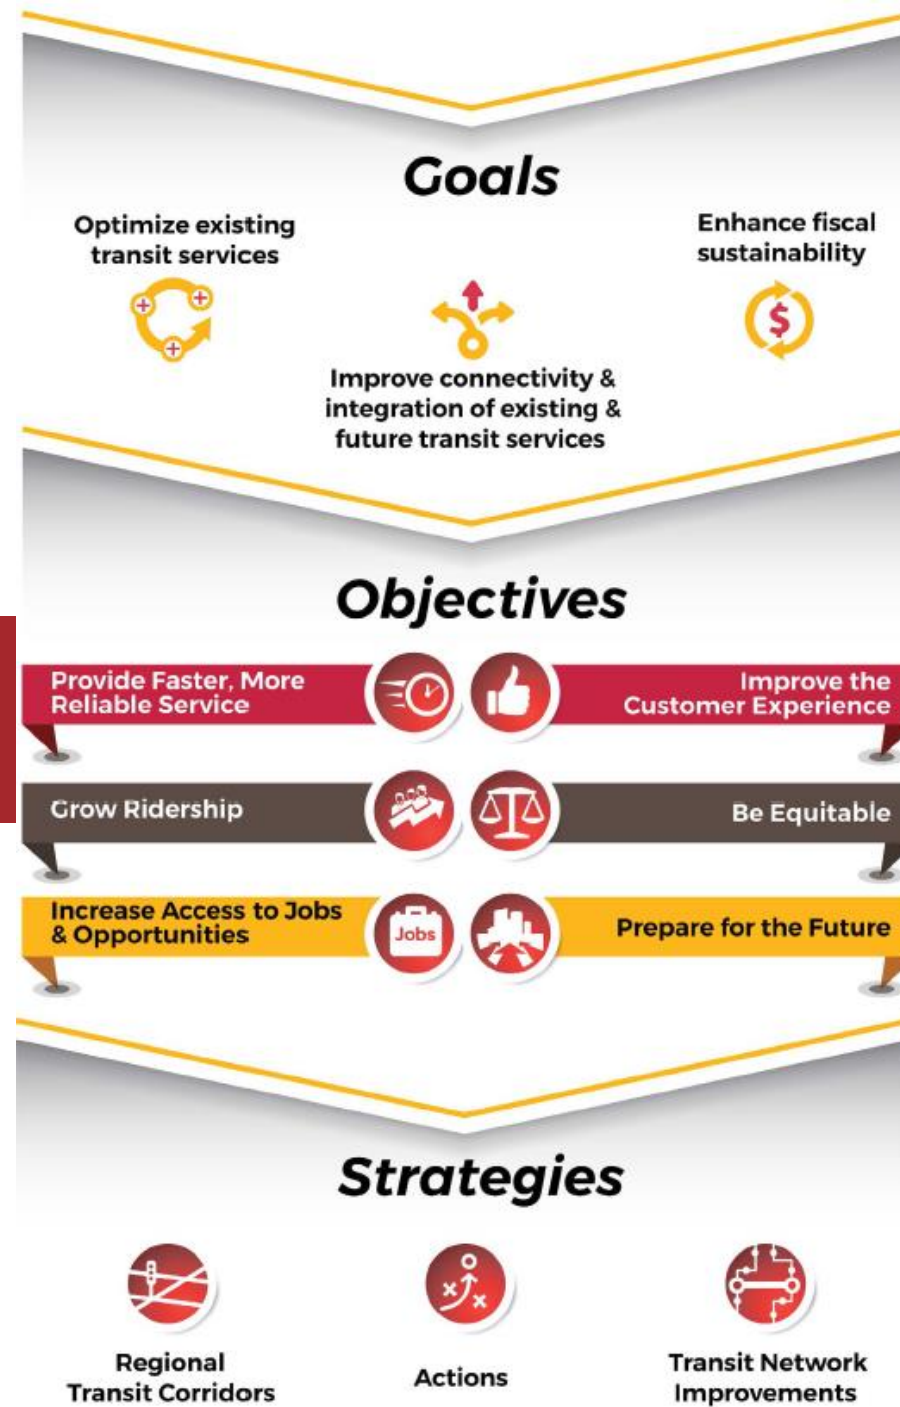 Goals
Optimize existing
transit services
Enhance fiscal
sustainability
$
Improve connectivity &
integration of existing &
future transit services
Objectives
Provide Faster, More
Reliable Service
Improve the
Customer Experience
Grow Ridership
Be Equitable
Increase Access to Jobs
& Opportunities
Jobs
Prepare for the Future
Strategies
Regional
Transit Corridors
Actions
Transit Network
Improvements